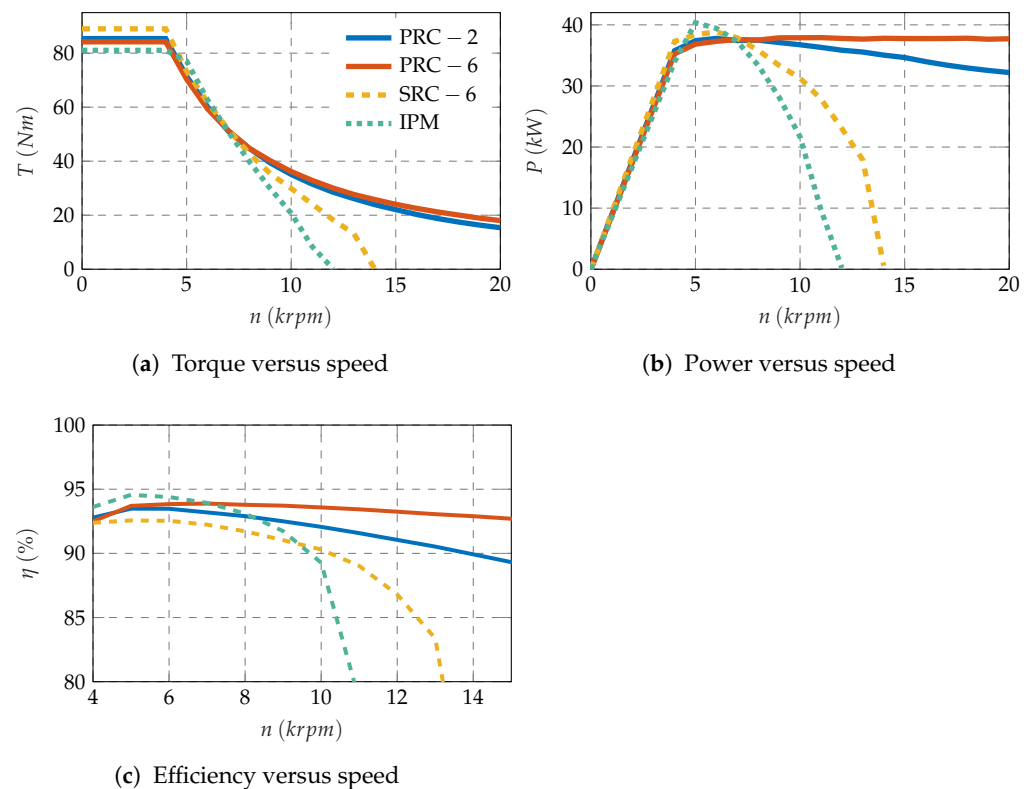 80
60
40
20
0
T (Nm)
0 5 10 15 20
n (krpm)
PRC − 2
PRC − 6
SRC − 6
IPM
(a) Torque versus speed
40
30
20
10
0
P (kW)
0 5 10 15 20
n (krpm)
(b) Power versus speed
100
95
90
85
80
η (%)
4 6 8 10 12 14
n (krpm)
(c) Efficiency versus speed